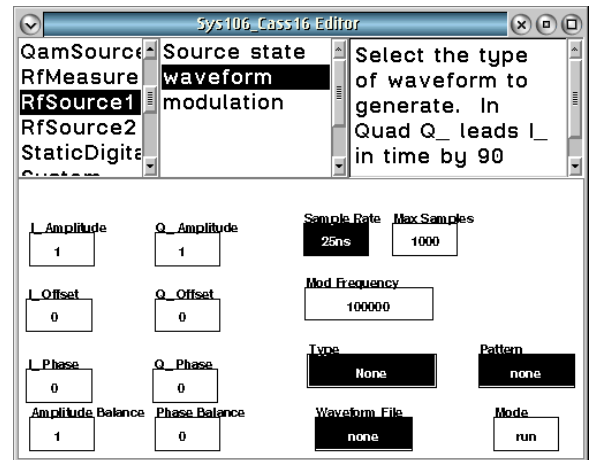 Sys106_Cass16 Editor
QamSource
RfMeasure
RfSource1
RfSource2
StaticDigita
System
Source state
waveform
modulation
Select the type
of waveform to
generate. In
Quad Q_ leads I_
in time by 90
I_Amplitude
1
Q_Amplitude
1
Sample Rate
25ns
Max Samples
1000
I_Offset
0
Q_Offset
0
Mod Frequency
100000
I_Phase
0
Q_Phase
0
Type
None
Pattern
none
Amplitude Balance
1
Phase Balance
0
Waveform File
none
Mode
run